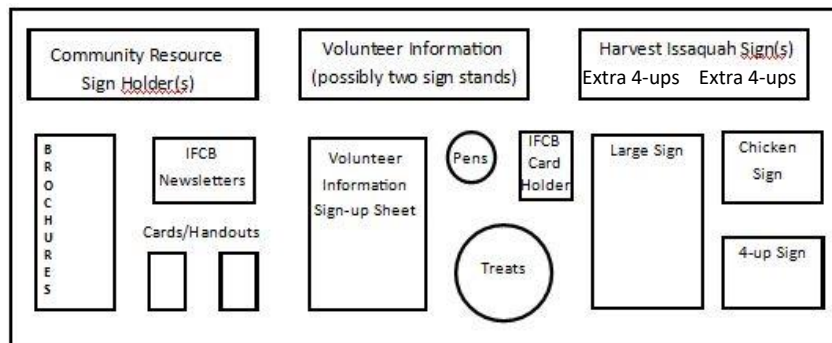 Community Resource
Sign Holder(s)
Volunteer Information
(possibly two sign stands)
Harvest Issaquah Sign(s)
Extra 4-ups Extra 4-ups
BROCHURES
IFCB
Newsletters
Cards/Handouts
Volunteer
Information
Sign-up Sheet
Pens
IFCB
Card
Holder
Treats
Large Sign
Chicken
Sign
4-up Sign